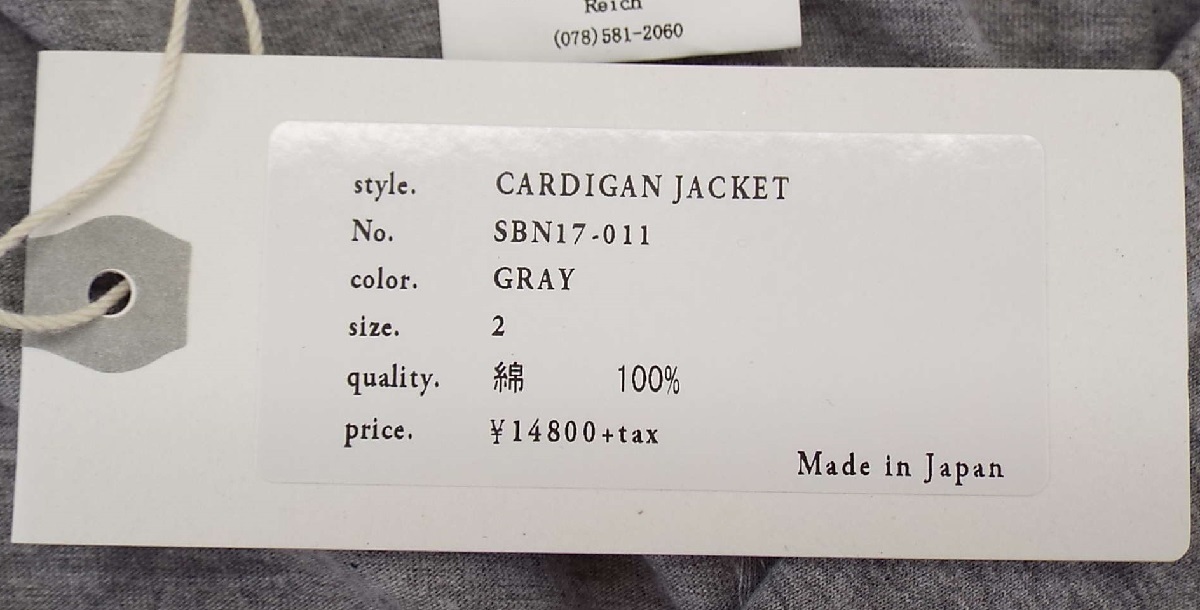 Reich
(078)581-2060
style. CARDIGAN JACKET
No. SBN17-011
color. GRAY
size. 2
quality. 綿 100%
price. ¥14800+tax
Made in Japan